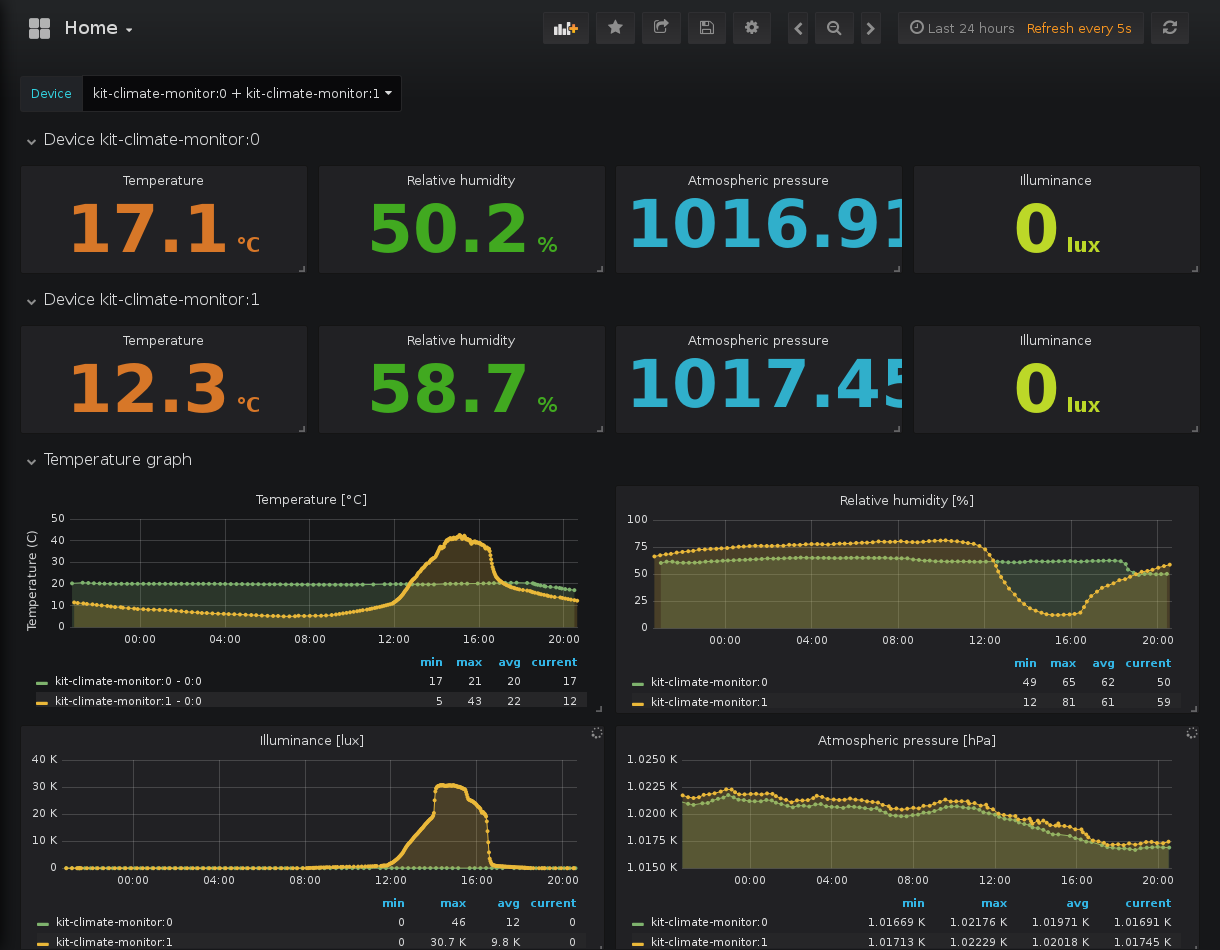 Home
Last 24 hours Refresh every 5s
Device kit-climate-monitor:0 + kit-climate-monitor:1
Device kit-climate-monitor:0
Temperature Relative humidity Atmospheric pressure Illuminance
17.1 °C 50.2 % 1016.91 0 lux
Device kit-climate-monitor:1
Temperature Relative humidity Atmospheric pressure Illuminance
12.3 °C 58.7 % 1017.45 0 lux
Temperature graph
Temperature [°C]
Temperature (C)
50
40
30
20
10
0
00:00 04:00 08:00 12:00 16:00 20:00
min max avg current
kit-climate-monitor:0 - 0:0 17 21 20 17
kit-climate-monitor:1 - 0:0 5 43 22 12
Relative humidity [%]
100
75
50
25
0
00:00 04:00 08:00 12:00 16:00 20:00
min max avg current
kit-climate-monitor:0 49 65 62 50
kit-climate-monitor:1 12 81 61 59
Illuminance [lux]
40 K
30 K
20 K
10 K
0
00:00 04:00 08:00 12:00 16:00 20:00
min max avg current
kit-climate-monitor:0 0 46 12 0
kit-climate-monitor:1 0 30.7 K 9.8 K 0
Atmospheric pressure [hPa]
1.0250 K
1.0225 K
1.0200 K
1.0175 K
1.0150 K
00:00 04:00 08:00 12:00 16:00 20:00
min max avg current
kit-climate-monitor:0 1.01669 K 1.02176 K 1.01971 K 1.01691 K
kit-climate-monitor:1 1.01713 K 1.02229 K 1.02018 K 1.01745 K